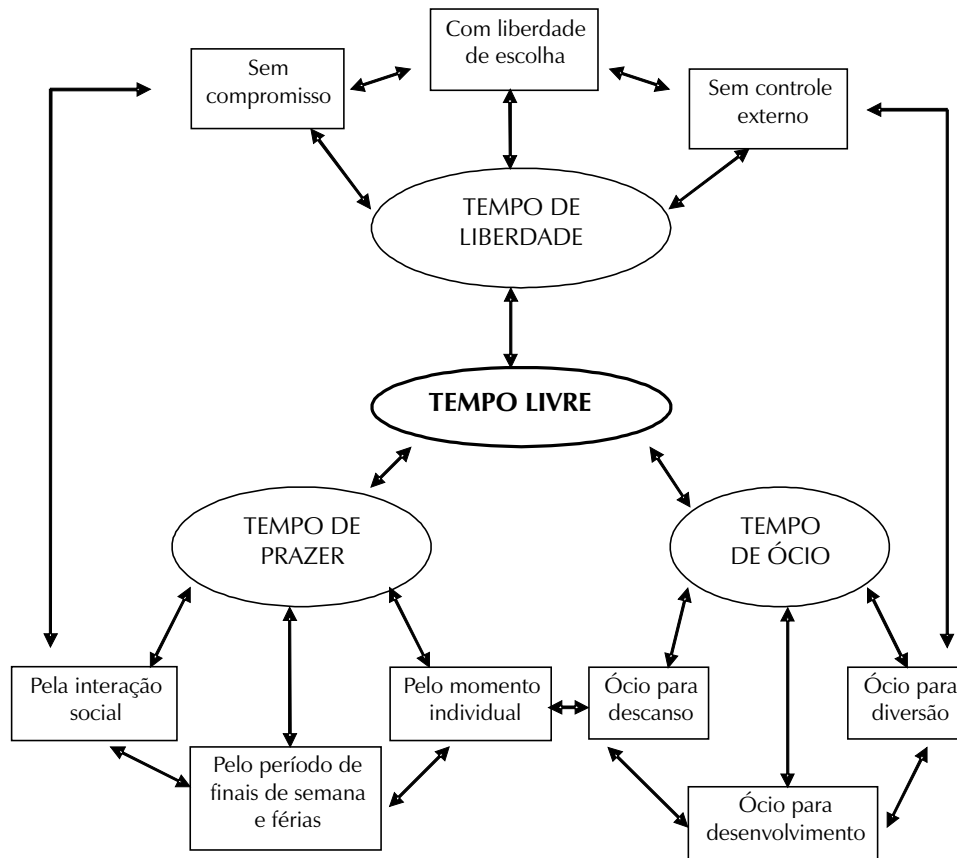 Com liberdade
de escolha
Sem
compromisso
Sem controle
externo
TEMPO DE
LIBERDADE
TEMPO LIVRE
TEMPO DE
PRAZER
TEMPO
DE ÓCIO
Pela interação
social
Pelo momento
individual
Ócio para
descanso
Ócio para
diversão
Pelo período de
finais de semana
e férias
Ócio para
desenvolvimento